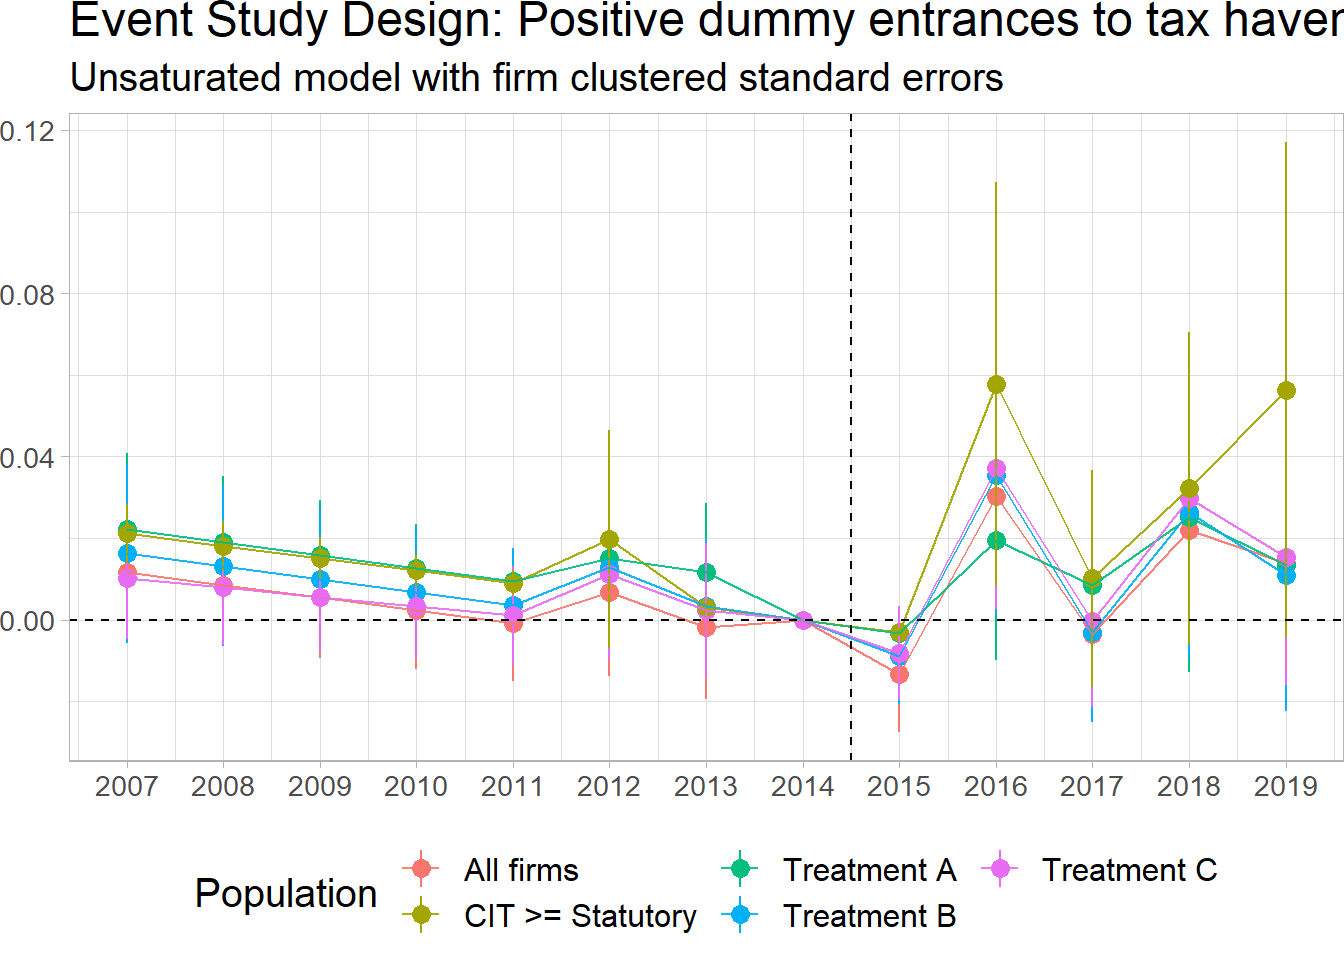 Event Study Design: Positive dummy entrances to tax haven
Unsaturated model with firm clustered standard errors
0.12
0.08
0.04
0.00
2007 2008 2009 2010 2011 2012 2013 2014 2015 2016 2017 2018 2019
Population
All firms Treatment A Treatment C
CIT >= Statutory Treatment B